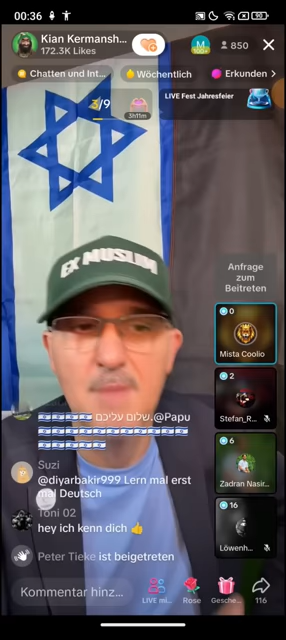 00:36
90
Kian Kermansh...
172.3K Likes
M
850
Chatten und Int...
Wöchentlich
Erkunden
3/9
3h11m
LIVE Fest Jahresfeier
EX MUSLIM
Anfrage
zum
Beitreten
0
Mista Coolio
2
Stefan_R...
6
Zadran Nasir...
16
Löwenh...
🇮🇱🇮🇱🇮🇱🇮🇱 שלום עליכם.@Papu
Suzi
@diyarbakir999 Lern mal erst
mal Deutsch
Toni 02
hey ich kenn dich 👍
Peter Tieke ist beigetreten
Kommentar hinz...
LIVE mi...
Rose
Gesche...
116